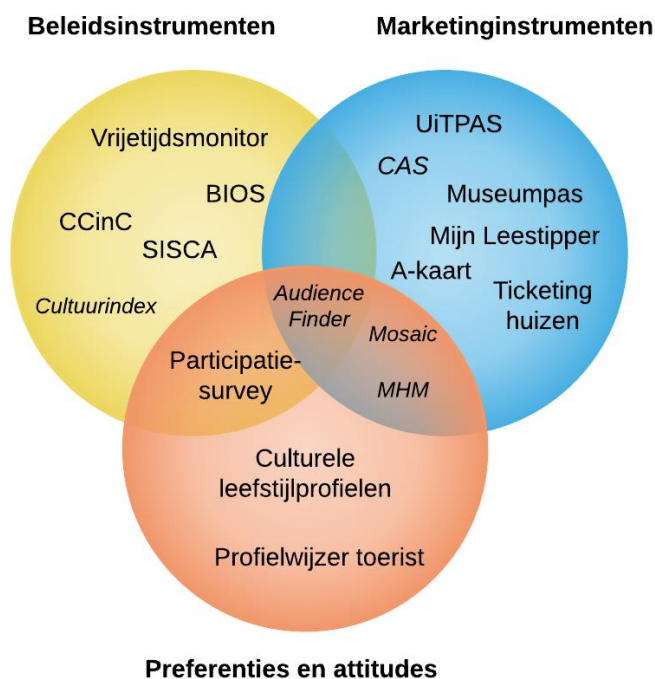 Beleidsinstrumenten
Marketinginstrumenten
Vrijetijdsmonitor
BIOS
CCinC
SISCA
Cultuurindex
UiTPAS
CAS
Museumpas
Mijn Leestipper
A-kaart
Ticketing
huizen
Audience
Finder
Mosaic
MHM
Participatie-
survey
Culturele
leefstijlprofielen
Profielwijzer toerist
Preferenties en attitudes